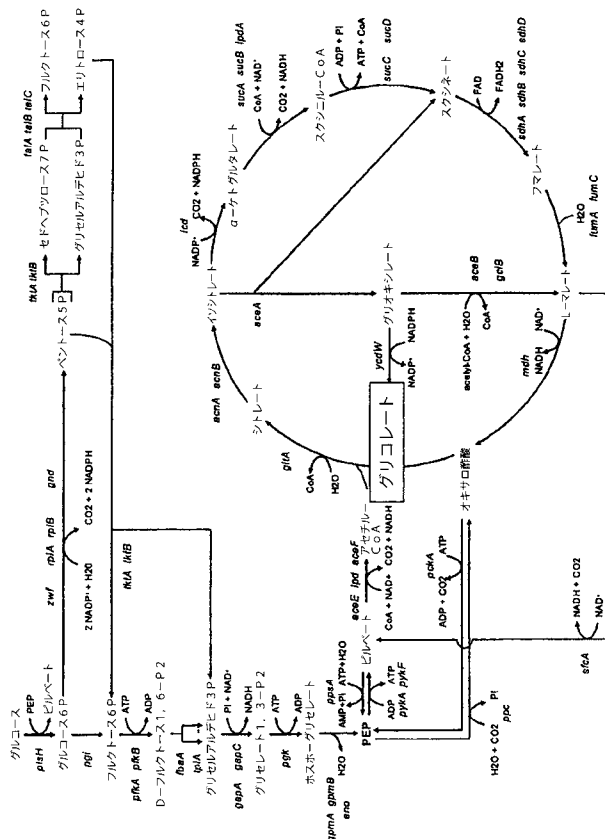 グルコース
PEP
ピルベート
ptsH
グルコース6P
pgi
フルクトース6P
ATP
ADP
pfkA pfkB
D-フルクトース1, 6-P2
fbaA
tpiA
グリセルアルデヒド3P
PI + NAD+
NADH
gapA gapC
グリセレート1, 3-P2
ADP
ATP
pgk
ホスホーグリセレート
gpmA gpmB
eno
H2O
PEP
zwf
2 NADP+ + H2O
rpiA rpiB
gnd
CO2 + 2 NADPH
ペントース5P
tktA tktB
セドヘプツロース7P
グリセルアルデヒド3P
talA talB talC
フルクトース6P
エリトロース4P
tktA tktB
ppsA
AMP+Pi ATP+H2O
ADP ATP
pykA pykF
ピルベート
aceE lpd aceF
CoA + NAD+ CO2 + NADH
アセチルーCoA
pckA
ADP + CO2 ATP
H2O + CO2
PI
ppc
sfcA
NADH + CO2
NAD+
オキサロ酢酸
gltA
CoA
H2O
シトレート
acnA acnB
イソシトレート
icd
NADP+
CO2 + NADPH
αーケトグルタレート
sucA sucB lpdA
CoA + NAD+
CO2 + NADH
スクシニルーCoA
ADP + PI
ATP + CoA
sucC sucD
スクシネート
FAD
FADH2
sdhA sdhB sdhC sdhD
フマレート
H2O
fumA fumC
Lーマレート
NAD+
NADH
mdh
aceA
グリオキシレート
ycdW
NADPH
NADP+
グリコレート
aceB
glcB
acetyl-CoA + H2O
CoA